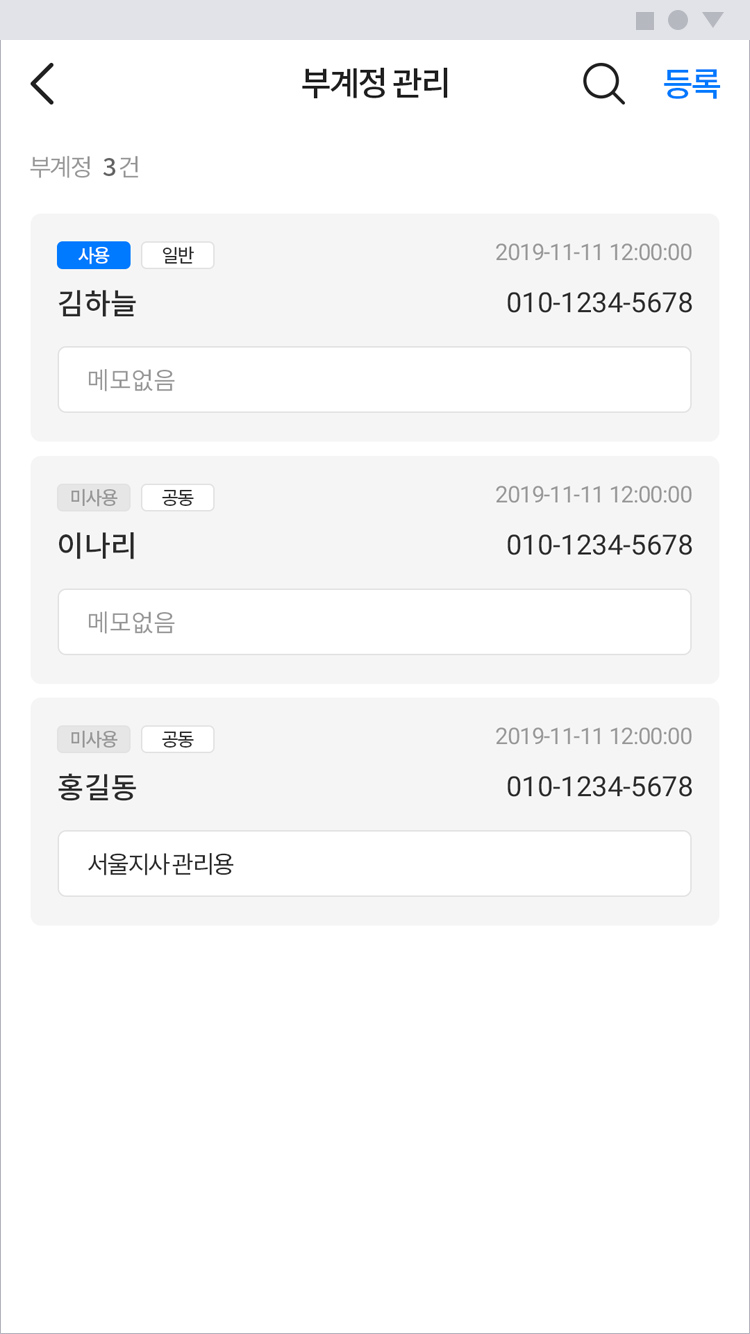 부계정 관리 등록
부계정 3건
사용 일반 2019-11-11 12:00:00
김하늘 010-1234-5678
메모없음
미사용 공동 2019-11-11 12:00:00
이나리 010-1234-5678
메모없음
미사용 공동 2019-11-11 12:00:00
홍길동 010-1234-5678
서울지사 관리용